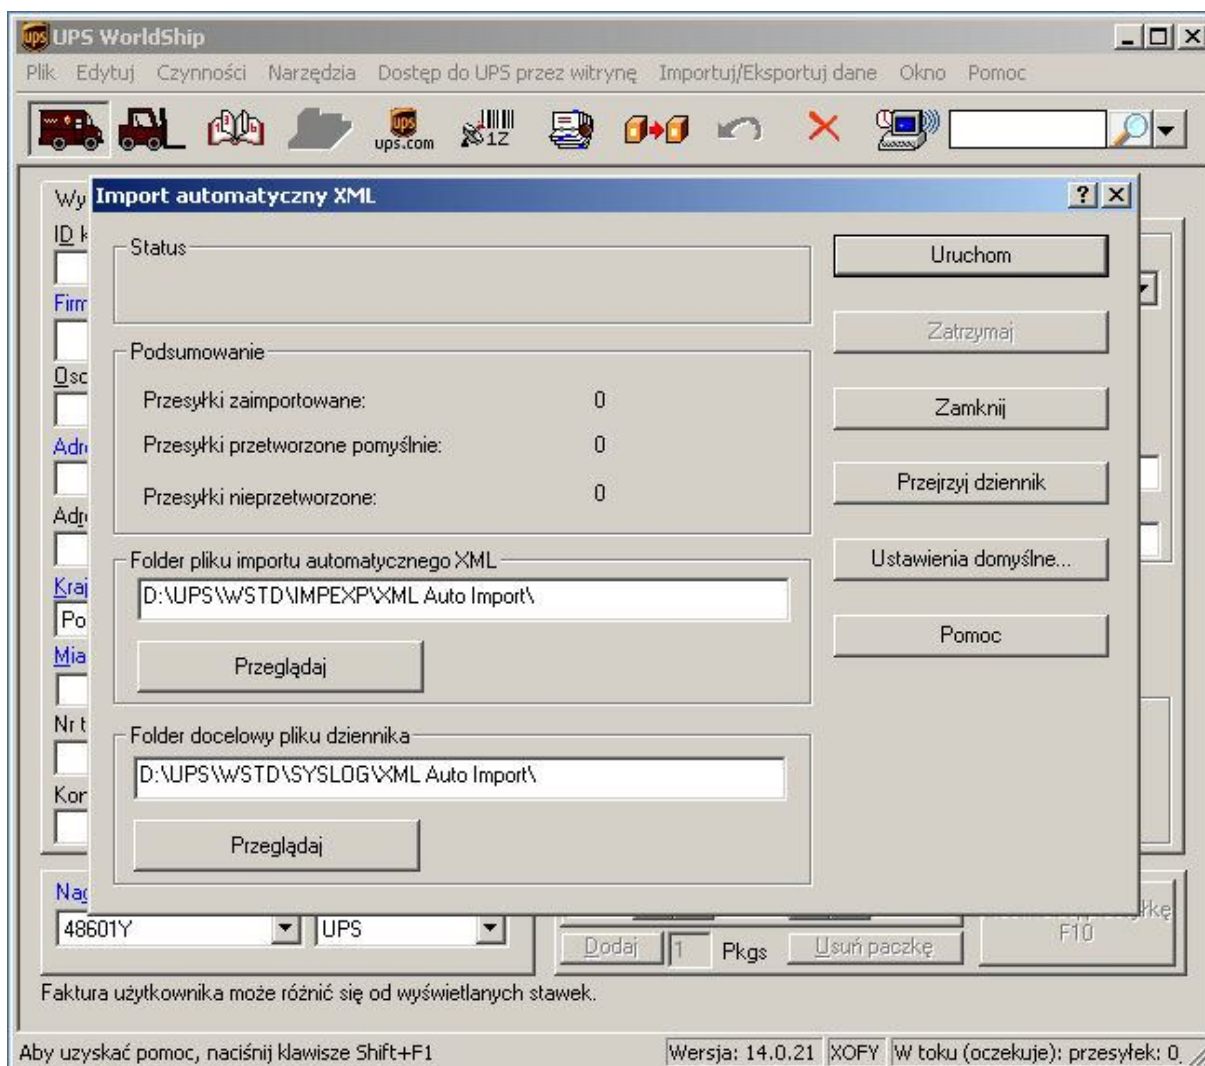 UPS WorldShip
Plik Edytuj Czynności Narzędzia Dostęp do UPS przez witrynę Importuj/Eksportuj dane Okno Pomoc
ups
ups.com
1Z
Import automatyczny XML
Status
Uruchom
Zatrzymaj
Podsumowanie
Przesyłki zaimportowane: 0
Zamknij
Przesyłki przetworzone pomyślnie: 0
Przejrzyj dziennik
Przesyłki nieprzetworzone: 0
Folder pliku importu automatycznego XML
Ustawienia domyślne...
D:\UPS\WSTD\IMPEXP\XML Auto Import\
Pomoc
Przeglądaj
Folder docelowy pliku dziennika
D:\UPS\WSTD\SYSLOG\XML Auto Import\
Przeglądaj
Wy
ID k
Firm
Oso
Adre
Adre
Kraj
Po
Mia
Nr t
Kon
48601Y UPS
Dodaj 1 Pkgs Usuń paczkę
F10
Faktura użytkownika może różnić się od wyświetlanych stawek.
Aby uzyskać pomoc, naciśnij klawisze Shift+F1 Wersja: 14.0.21 XOFY W toku (oczekuje): przesyłek: 0